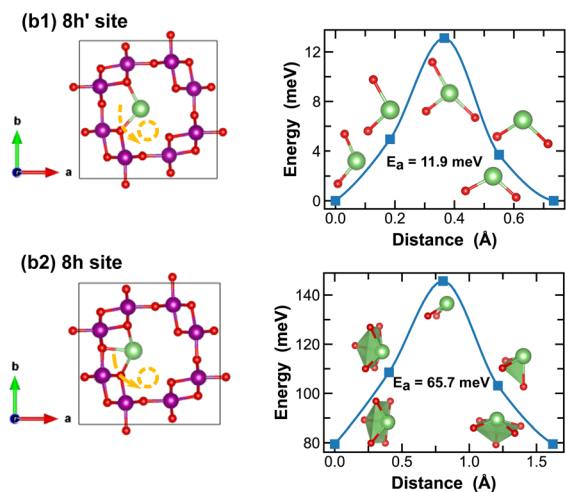 (b1) 8h' site
b
a
Energy (meV)
12
8
4
0
Ea = 11.9 meV
0.0 0.2 0.4 0.6
Distance (Å)
(b2) 8h site
b
a
Energy (meV)
140
120
100
80
Ea = 65.7 meV
0.0 0.5 1.0 1.5
Distance (Å)